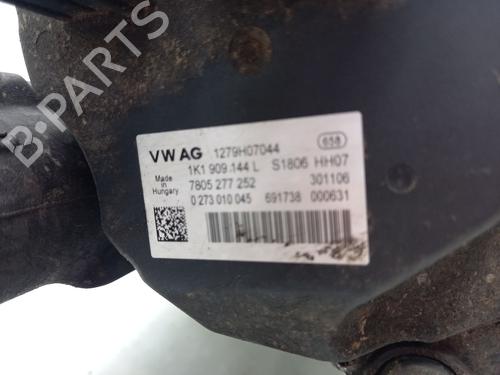 B-PARTS
VW AG 1279H07044 658
1K1 909.144 L S1806 HH07
Made in Hungary 7805 277 252 301106
0 273 010 045 691738 000631